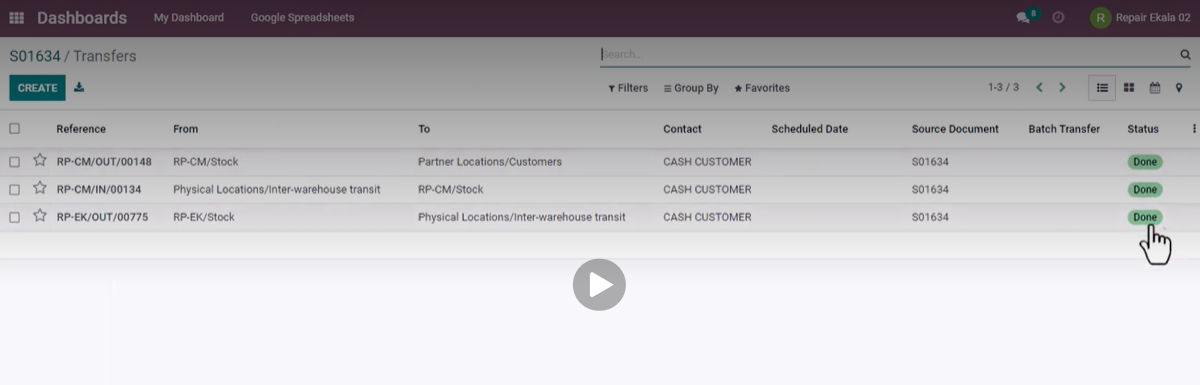 Dashboards My Dashboard Google Spreadsheets 8 R Repair Ekala 02
S01634 / Transfers Search...
CREATE Filters Group By Favorites 1-3 / 3
Reference From To Contact Scheduled Date Source Document Batch Transfer Status
RP-CM/OUT/00148 RP-CM/Stock Partner Locations/Customers CASH CUSTOMER S01634 Done
RP-CM/IN/00134 Physical Locations/Inter-warehouse transit RP-CM/Stock CASH CUSTOMER S01634 Done
RP-EK/OUT/00775 RP-EK/Stock Physical Locations/Inter-warehouse transit CASH CUSTOMER S01634 Done